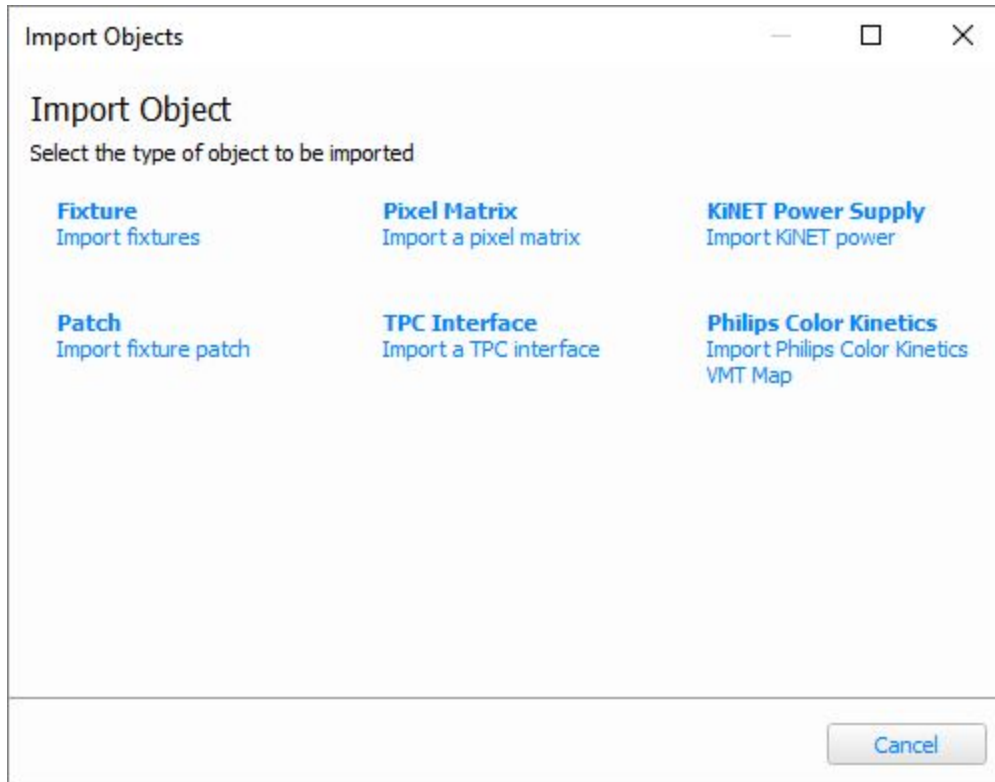 Import Objects
Import Object
Select the type of object to be imported
Fixture
Import fixtures
Pixel Matrix
Import a pixel matrix
KiNET Power Supply
Import KiNET power
Patch
Import fixture patch
TPC Interface
Import a TPC interface
Philips Color Kinetics
Import Philips Color Kinetics
VMT Map
Cancel